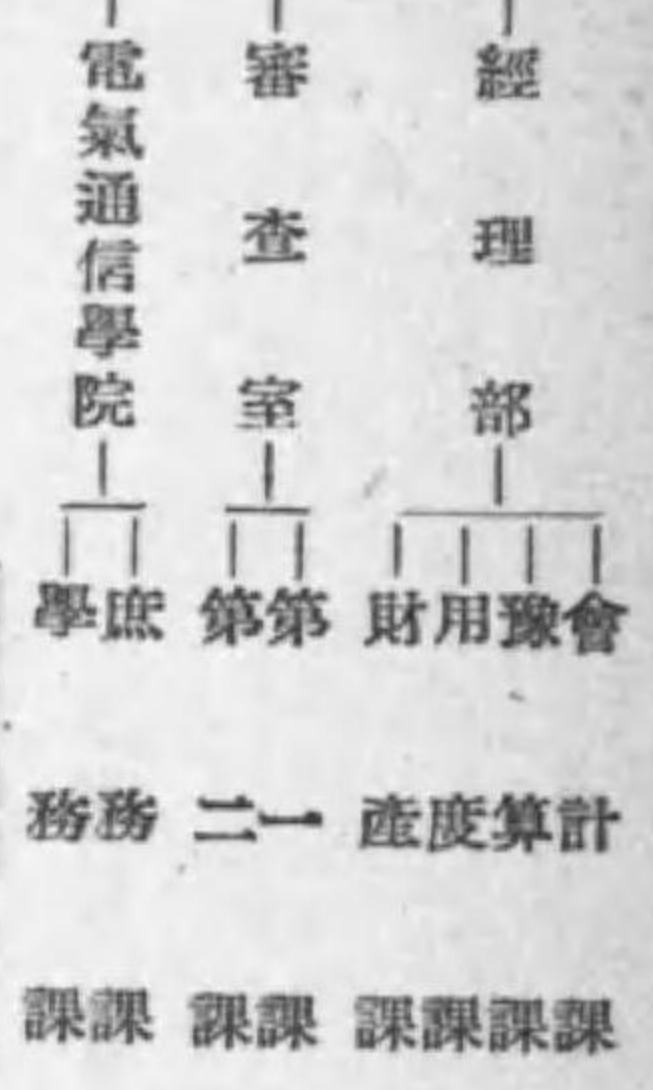 經理部
會計課
豫算課
用度課
財產課
審查室
第一課
第二課
電氣通信學院
庶務課
學務課